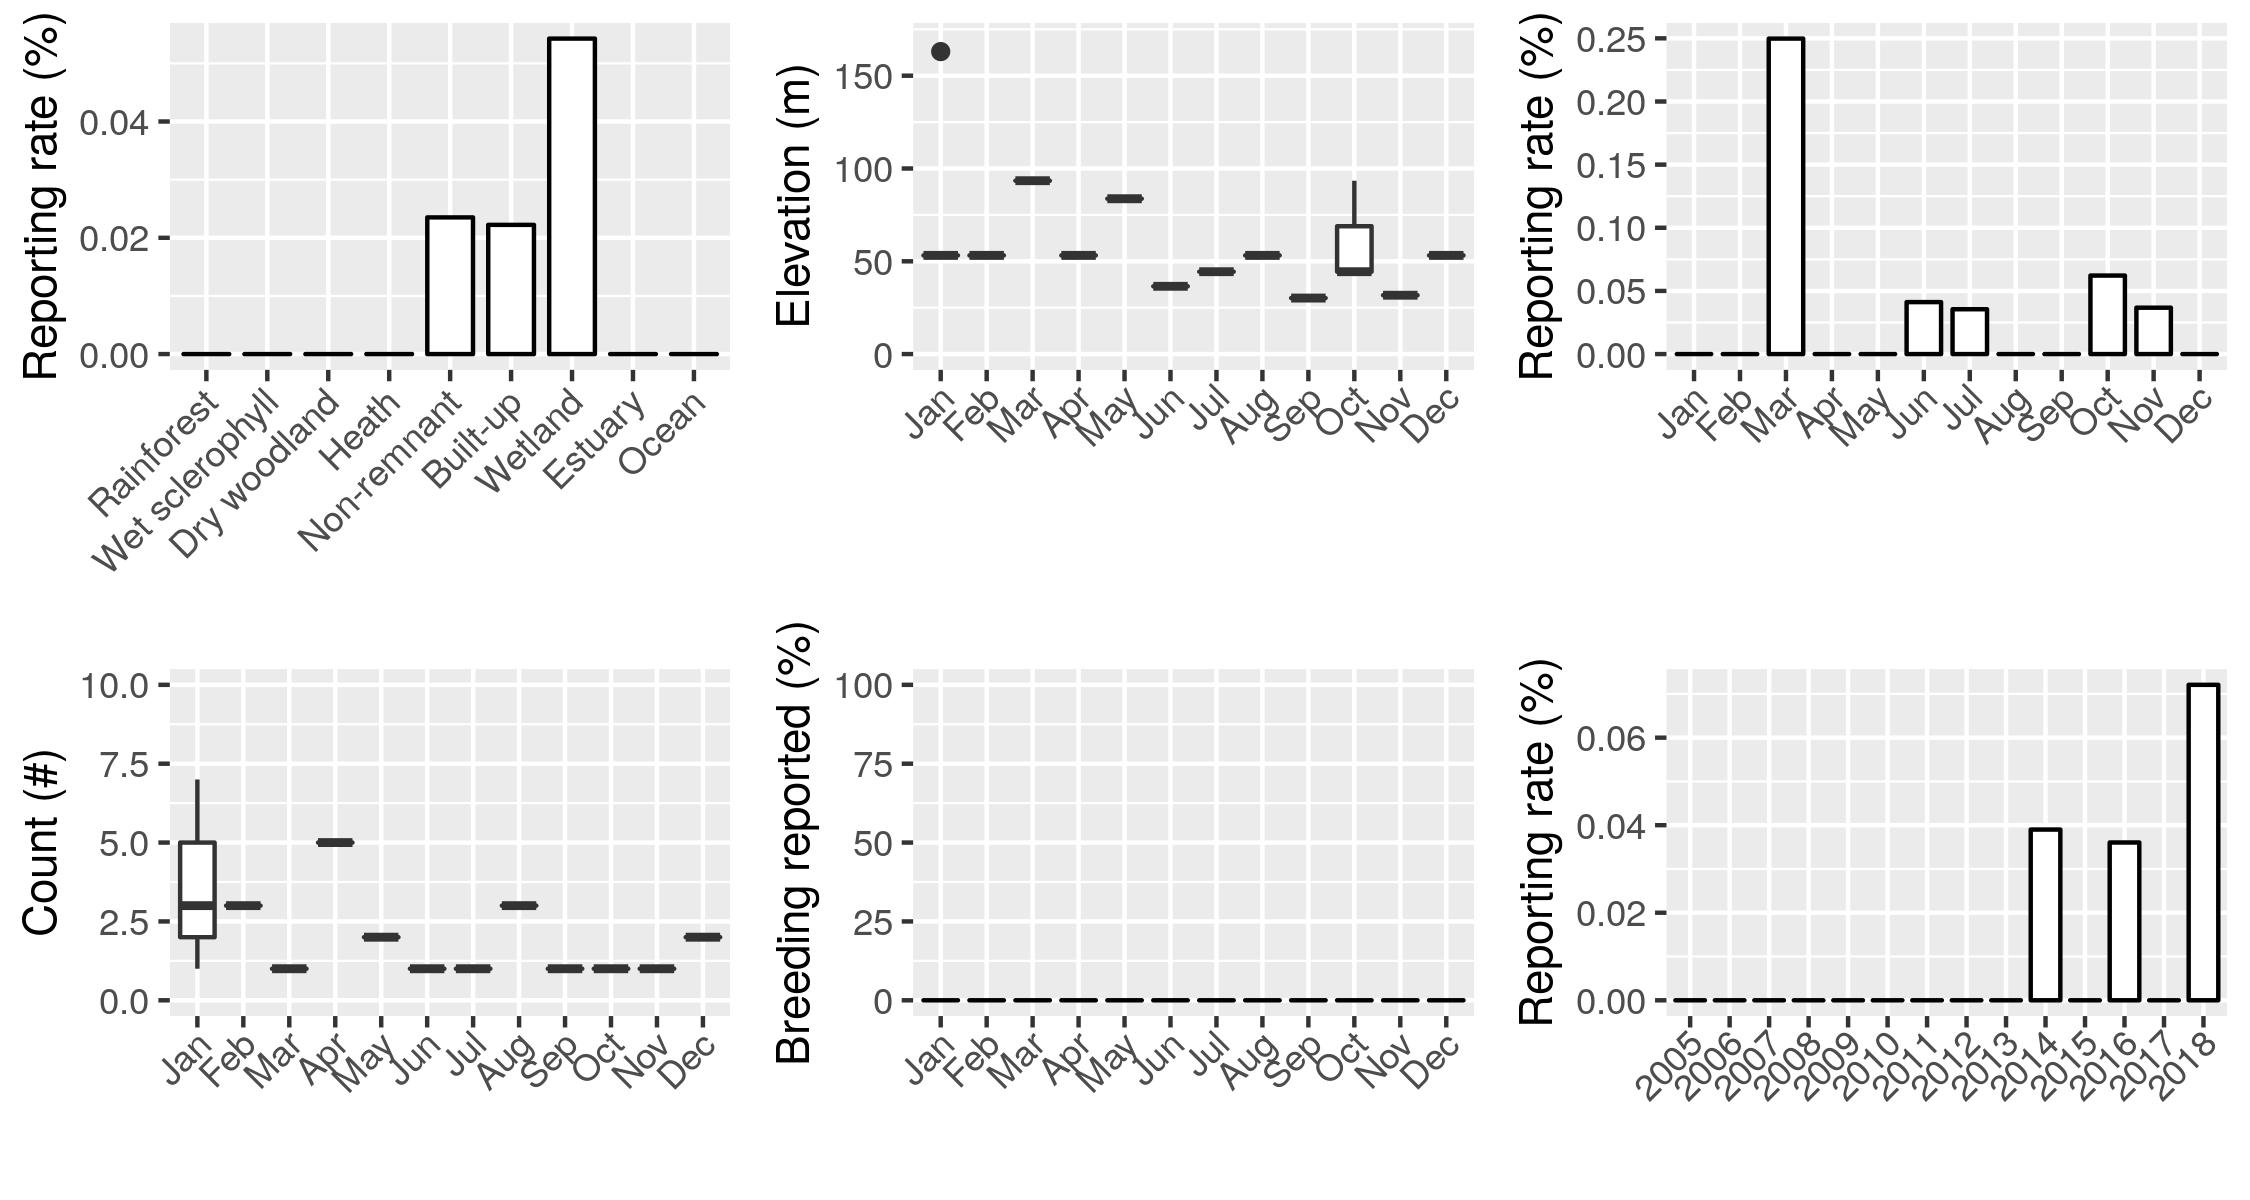 Reporting rate (%)
0.04
0.02
0.00
Rainforest
Wet sclerophyll
Dry woodland
Heath
Non-remnant
Built-up
Wetland
Estuary
Ocean
Elevation (m)
150
100
50
0
Jan
Feb
Mar
Apr
May
Jun
Jul
Aug
Sep
Oct
Nov
Dec
Reporting rate (%)
0.25
0.20
0.15
0.10
0.05
0.00
Jan
Feb
Mar
Apr
May
Jun
Jul
Aug
Sep
Oct
Nov
Dec
Count (#)
10.0
7.5
5.0
2.5
0.0
Jan
Feb
Mar
Apr
May
Jun
Jul
Aug
Sep
Oct
Nov
Dec
Breeding reported (%)
100
75
50
25
0
Jan
Feb
Mar
Apr
May
Jun
Jul
Aug
Sep
Oct
Nov
Dec
Reporting rate (%)
0.06
0.04
0.02
0.00
2005
2006
2007
2008
2009
2010
2011
2012
2013
2014
2015
2016
2017
2018